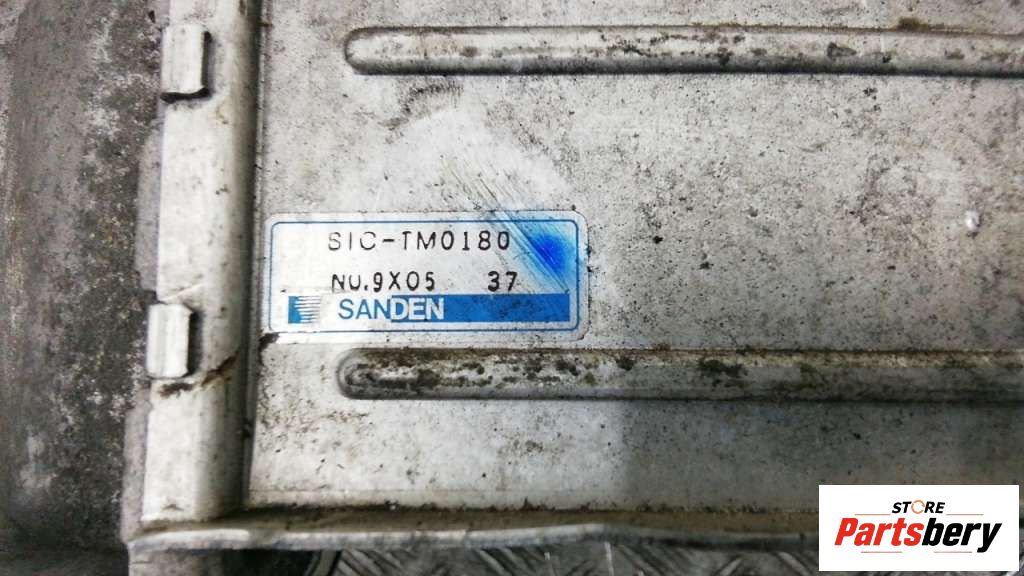 SIC-TM0180
NO.9X05 37
SANDEN
STORE
Partsbery